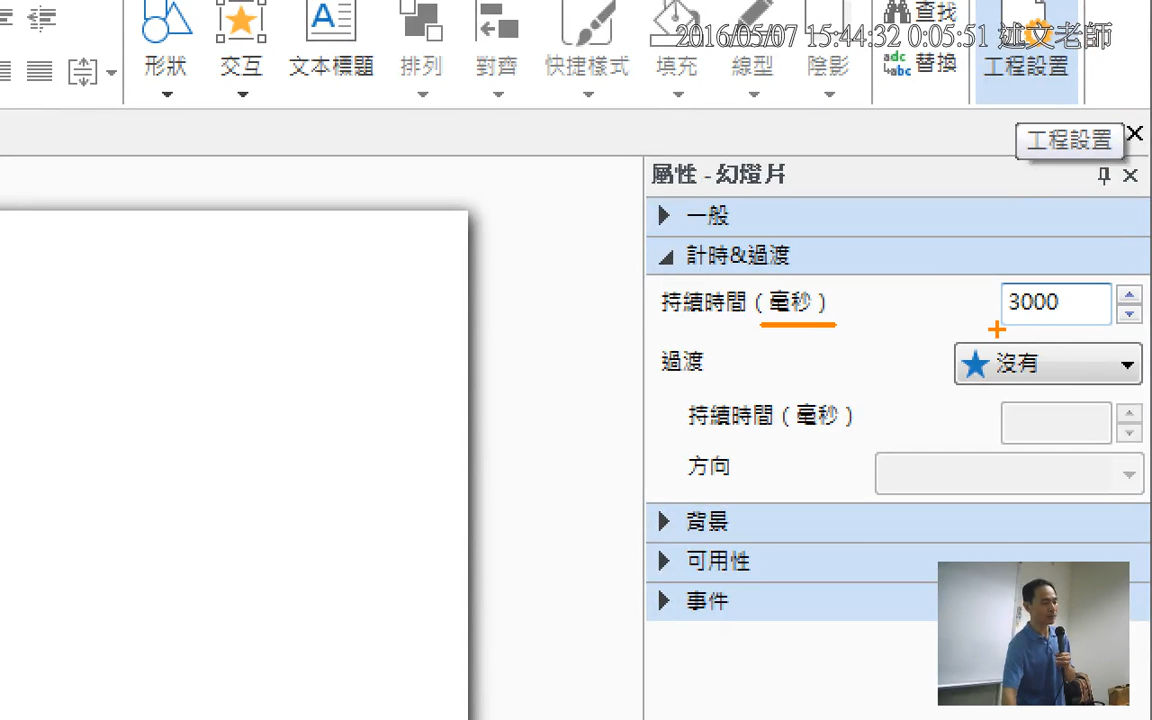 查找
2016/05/07 15:44:32 0:05:51 述文老師
形狀 交互 文本標題 排列 對齊 快捷樣式 填充 線型 陰影 替換 工程設置
工程設置
屬性 - 幻燈片
一般
計時&過渡
持續時間（毫秒） 3000
過渡 沒有
持續時間（毫秒）
方向
背景
可用性
事件